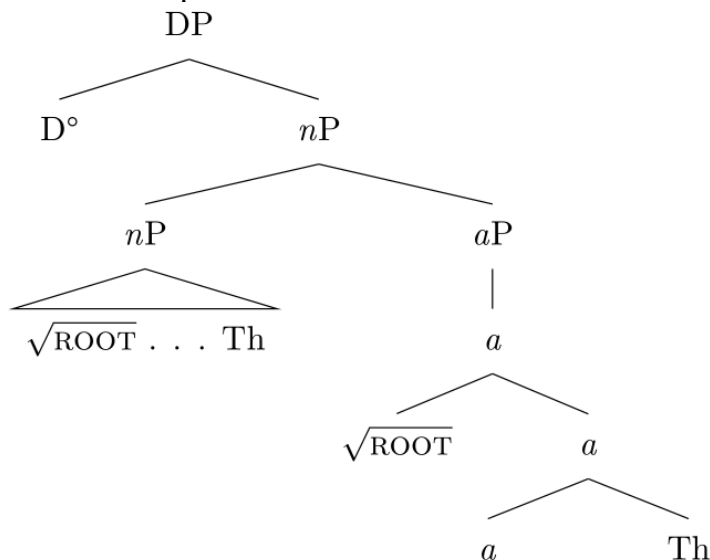 DP
D° nP
nP aP
√ROOT . . . Th a
√ROOT a
a Th